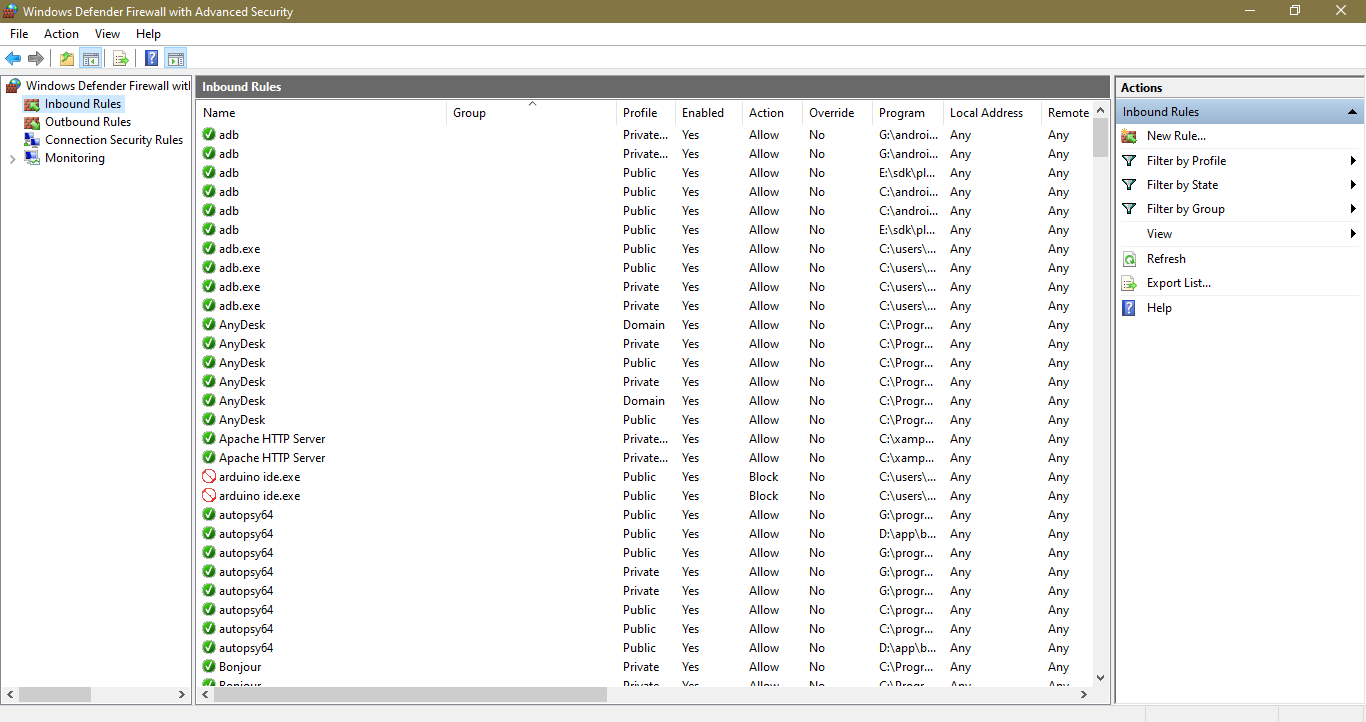 Windows Defender Firewall with Advanced Security
File Action View Help
Windows Defender Firewall witl
Inbound Rules
Outbound Rules
Connection Security Rules
Monitoring
Inbound Rules
Name Group Profile Enabled Action Override Program Local Address Remote
adb Private... Yes Allow No G:\androi... Any Any
adb Private... Yes Allow No G:\androi... Any Any
adb Public Yes Allow No E:\sdk\pl... Any Any
adb Public Yes Allow No C:\androi... Any Any
adb Public Yes Allow No C:\androi... Any Any
adb Public Yes Allow No E:\sdk\pl... Any Any
adb.exe Public Yes Allow No C:\users\... Any Any
adb.exe Public Yes Allow No C:\users\... Any Any
adb.exe Private Yes Allow No C:\users\... Any Any
adb.exe Private Yes Allow No C:\users\... Any Any
AnyDesk Domain Yes Allow No C:\Progr... Any Any
AnyDesk Private Yes Allow No C:\Progr... Any Any
AnyDesk Public Yes Allow No C:\Progr... Any Any
AnyDesk Private Yes Allow No C:\Progr... Any Any
AnyDesk Domain Yes Allow No C:\Progr... Any Any
AnyDesk Public Yes Allow No C:\Progr... Any Any
Apache HTTP Server Private... Yes Allow No C:\xamp... Any Any
Apache HTTP Server Private... Yes Allow No C:\xamp... Any Any
arduino ide.exe Public Yes Block No C:\users\... Any Any
arduino ide.exe Public Yes Block No C:\users\... Any Any
autopsy64 Public Yes Allow No G:\progr... Any Any
autopsy64 Public Yes Allow No D:\app\b... Any Any
autopsy64 Public Yes Allow No G:\progr... Any Any
autopsy64 Private Yes Allow No G:\progr... Any Any
autopsy64 Private Yes Allow No G:\progr... Any Any
autopsy64 Public Yes Allow No C:\progr... Any Any
autopsy64 Public Yes Allow No C:\progr... Any Any
autopsy64 Public Yes Allow No D:\app\b... Any Any
Bonjour Private Yes Allow No C:\Progr... Any Any
Bonjour Private Yes Allow No C:\Progr... Any Any
Actions
Inbound Rules
New Rule...
Filter by Profile
Filter by State
Filter by Group
View
Refresh
Export List...
Help